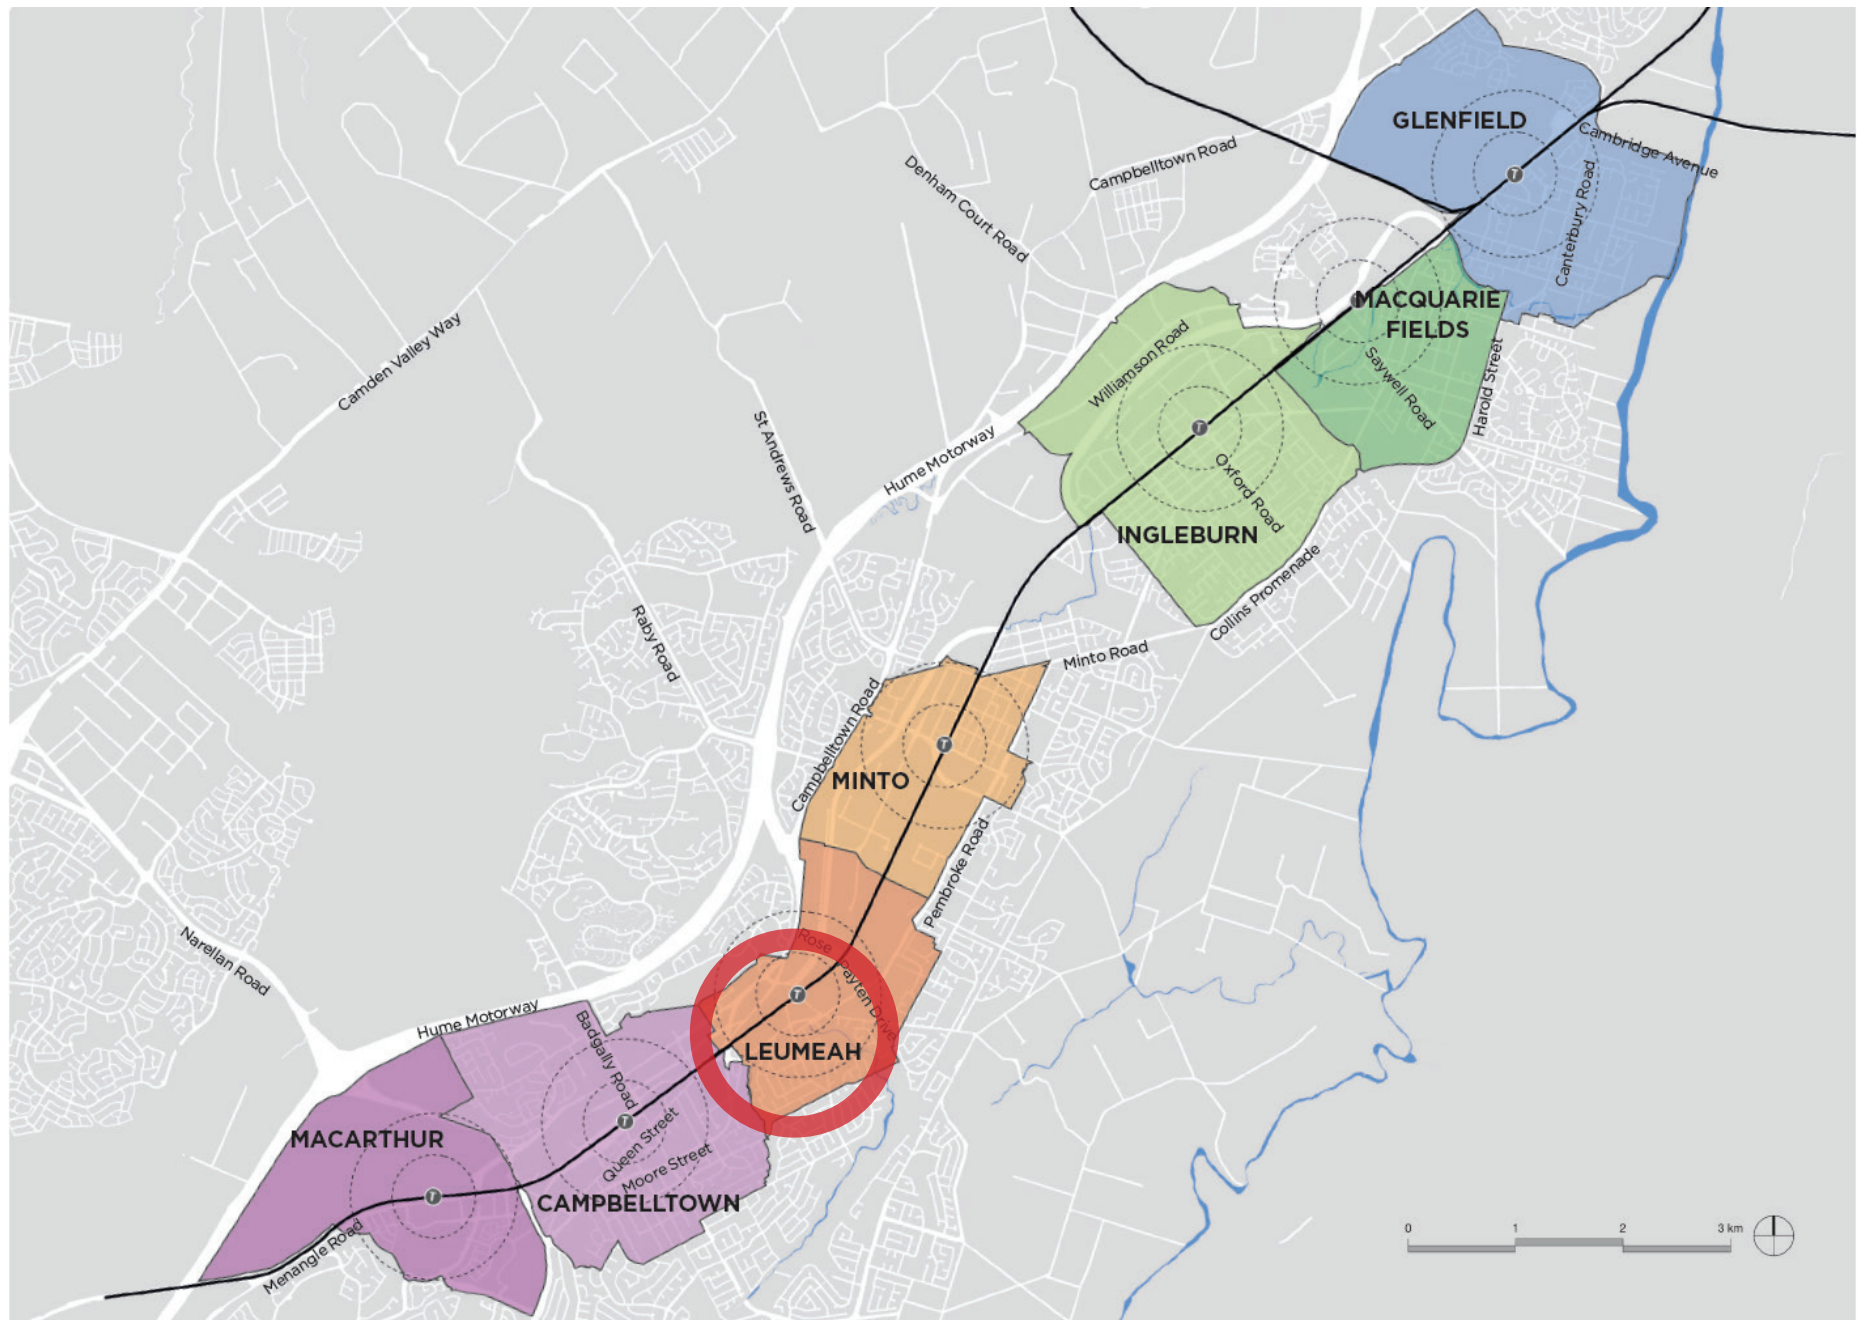 GLENFIELD
Cambridge Avenue
Campbelltown Road
Denham Court Road
Canterbury Road
T
MACQUARIE
FIELDS
Camden Valley Way
Williamson Road
Saywell Road
Harold Street
T
St Andrews Road
Hume Motorway
Oxford Road
INGLEBURN
Collins Promenade
Raby Road
Minto Road
Campbelltown Road
T
MINTO
Pembroke Road
Narellan Road
Rose Payten Drive
T
Hume Motorway
Badgally Road
LEUMEAH
T
MACARTHUR
Queen Street
Moore Street
T
CAMPBELLTOWN
Menangle Road
0 1 2 3 km